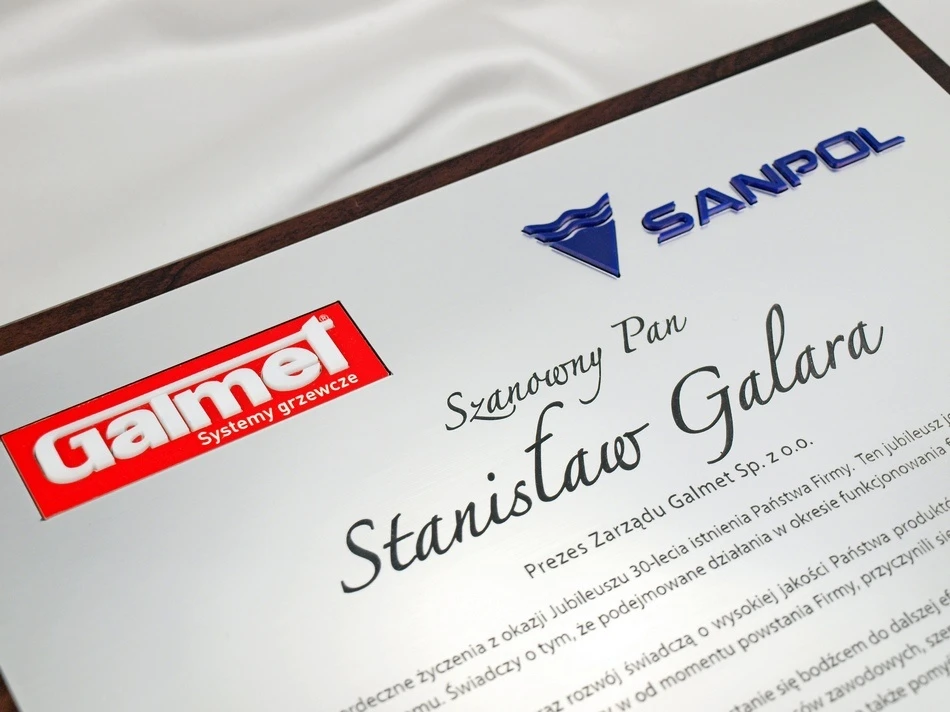 SANPOL
Galmet®
Systemy grzewcze
Szanowny Pan
Stanisław Galara
Prezes Zarządu Galmet Sp. z o.o.
życzenia z okazji Jubileuszu 30-lecia istnienia Państwa Firmy. Ten jubileusz
Świadczy o tym, że podejmowane działania w okresie funkcjonowania
rozwój świadczą o wysokiej jakości Państwa
w od momentu powstania Firmy, przyczynili
się bodźcem do dalszej
zawodowych,
a także